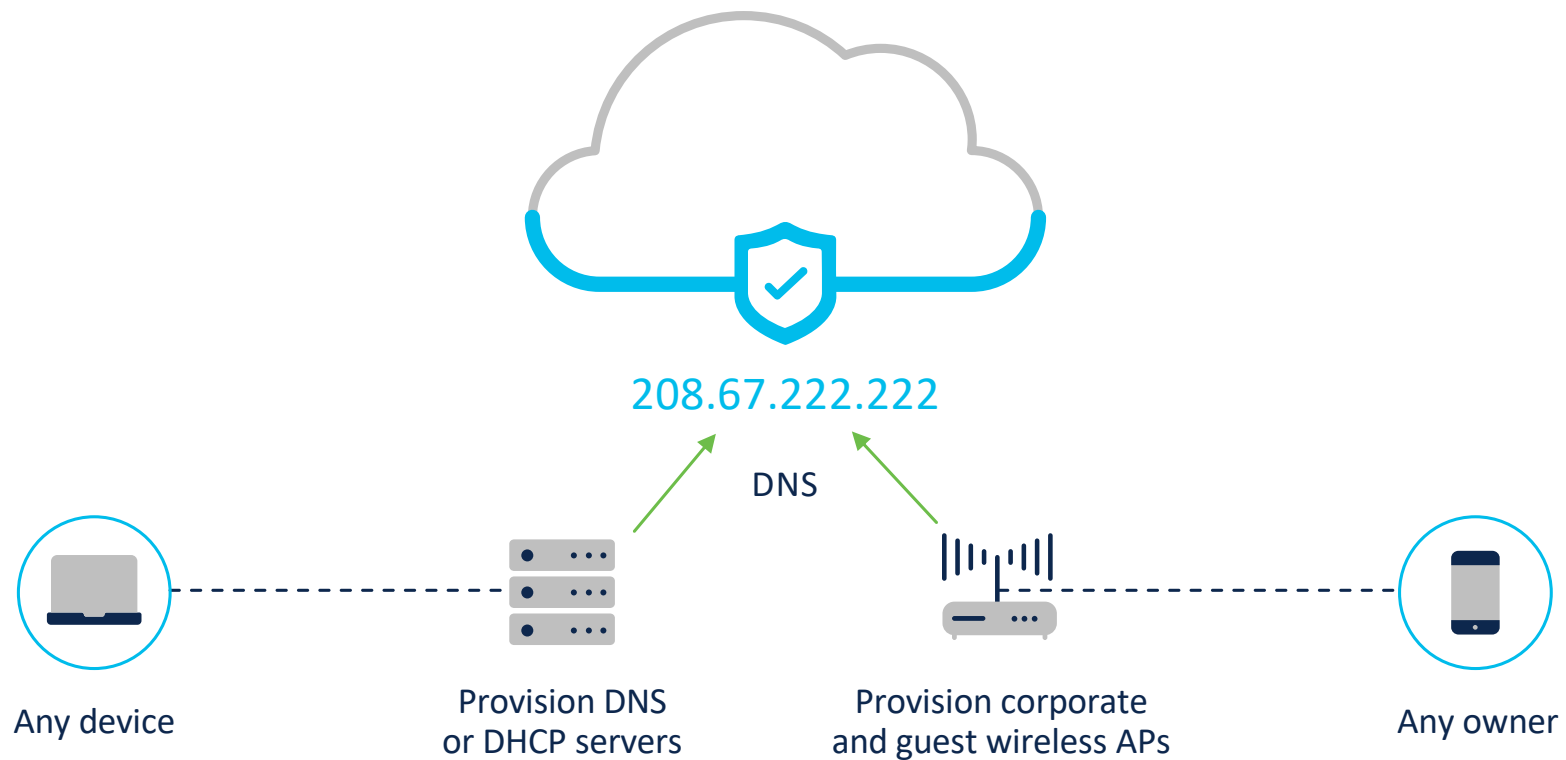 208.67.222.222
DNS
Any device
Provision DNS
or DHCP servers
Provision corporate
and guest wireless APs
Any owner